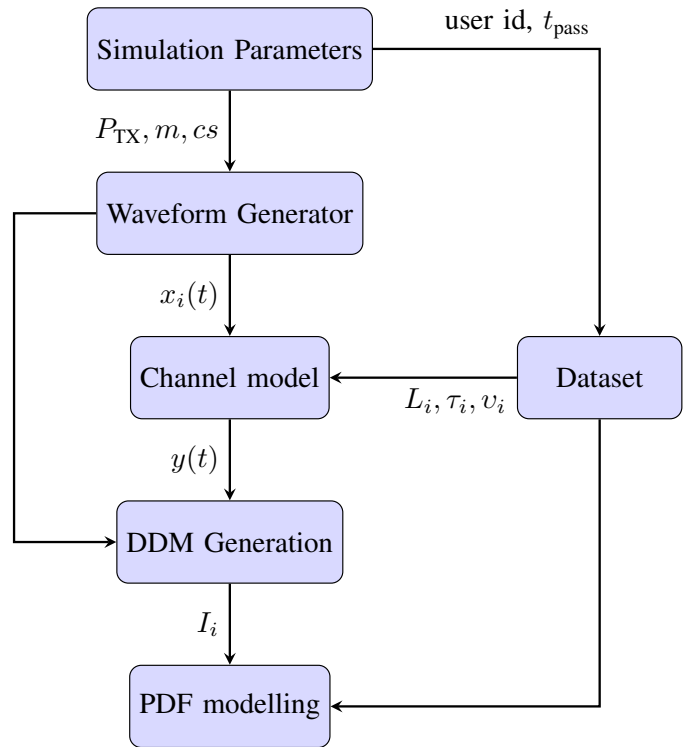 user id, t_pass
Simulation Parameters
P_TX, m, cs
Waveform Generator
x_i(t)
Channel model
Dataset
L_i, τ_i, υ_i
y(t)
DDM Generation
I_i
PDF modelling